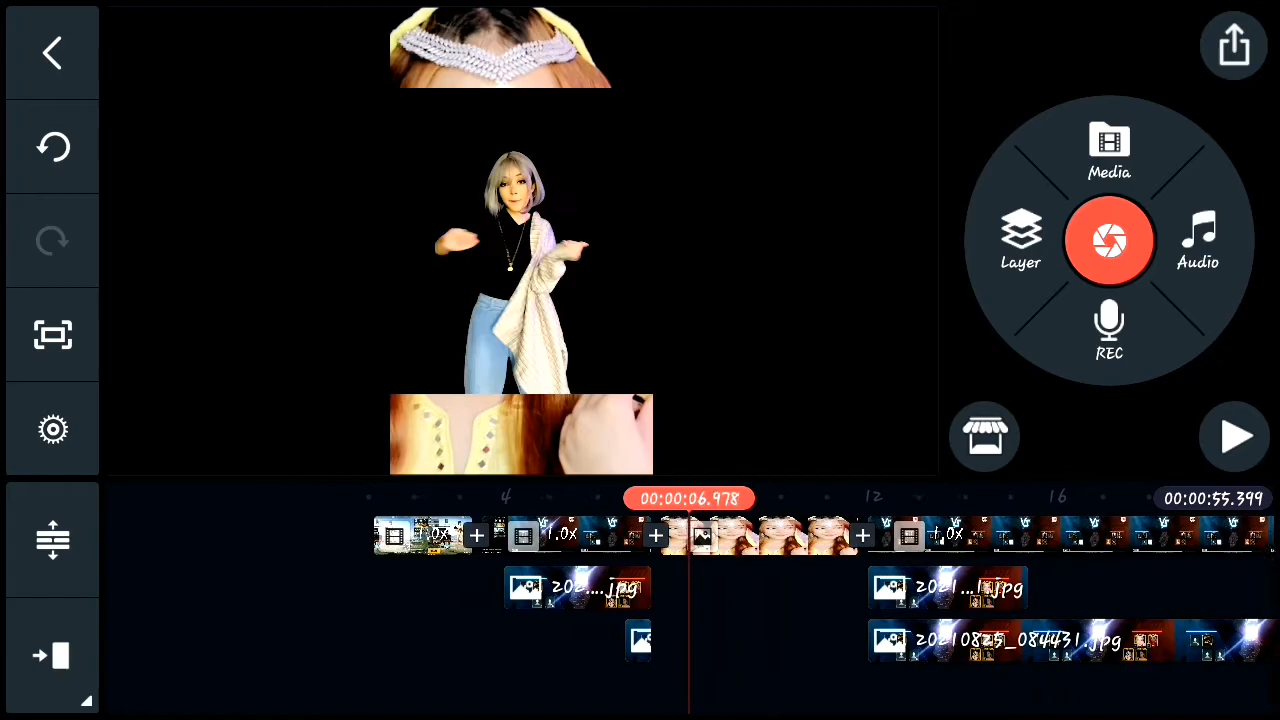 Media
Layer
Audio
REC
4
00:00:06.978
12
16
00:00:55.399
1.0x
1.0x
1.0x
202....jpg
2021...1.jpg
20210825_084431.jpg